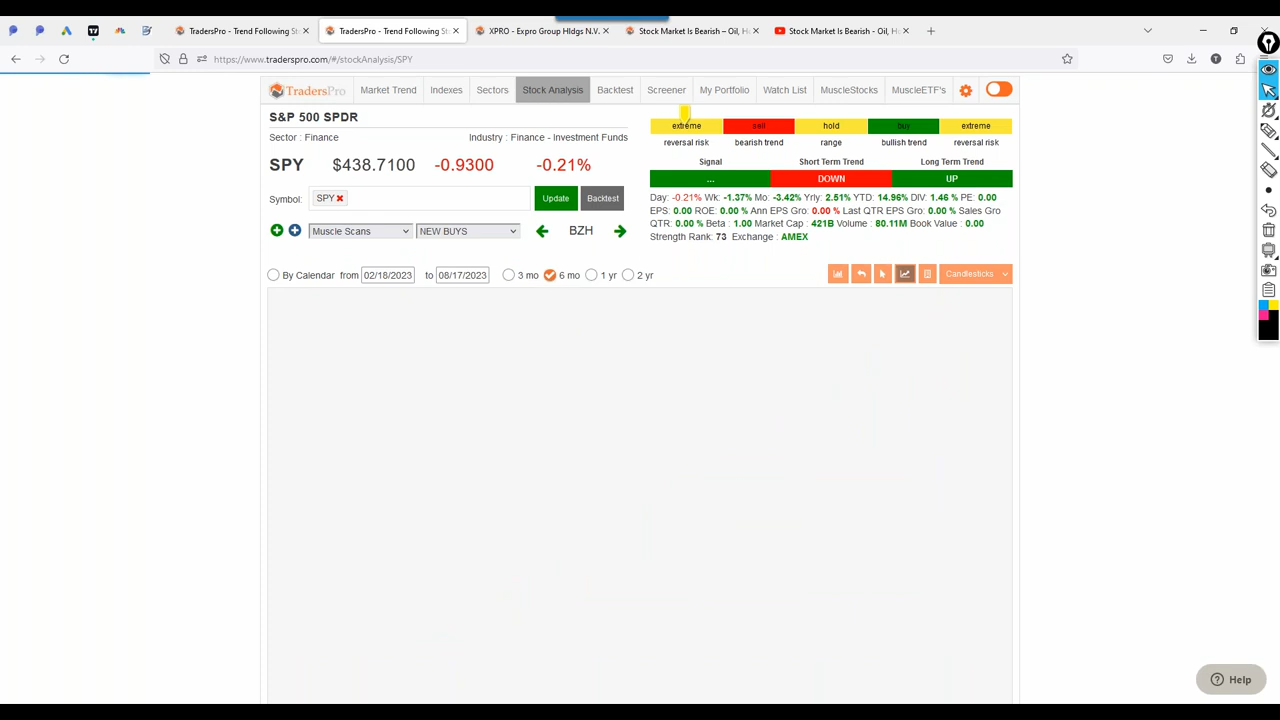 TradersPro - Trend Following St
TradersPro - Trend Following St
XPRO - Expro Group Hldgs N.V.
Stock Market Is Bearish – Oil, H
Stock Market Is Bearish - Oil, H
https://www.traderspro.com/#/stockAnalysis/SPY
TradersPro
Market Trend
Indexes
Sectors
Stock Analysis
Backtest
Screener
My Portfolio
Watch List
MuscleStocks
MuscleETF's
S&P 500 SPDR
Sector : Finance
Industry : Finance - Investment Funds
SPY $438.7100 -0.9300 -0.21%
Symbol: SPY
Update
Backtest
Muscle Scans
NEW BUYS
BZH
extreme sell hold buy extreme
reversal risk bearish trend range bullish trend reversal risk
Signal Short Term Trend Long Term Trend
... DOWN UP
Day: -0.21% Wk: -1.37% Mo: -3.42% Yrly: 2.51% YTD: 14.96% DIV: 1.46 % PE: 0.00
EPS: 0.00 ROE: 0.00 % Ann EPS Gro: 0.00 % Last QTR EPS Gro: 0.00 % Sales Gro
QTR: 0.00 % Beta : 1.00 Market Cap : 421B Volume : 80.11M Book Value : 0.00
Strength Rank: 73 Exchange : AMEX
By Calendar from 02/18/2023 to 08/17/2023 3 mo 6 mo 1 yr 2 yr
Candlesticks
Help